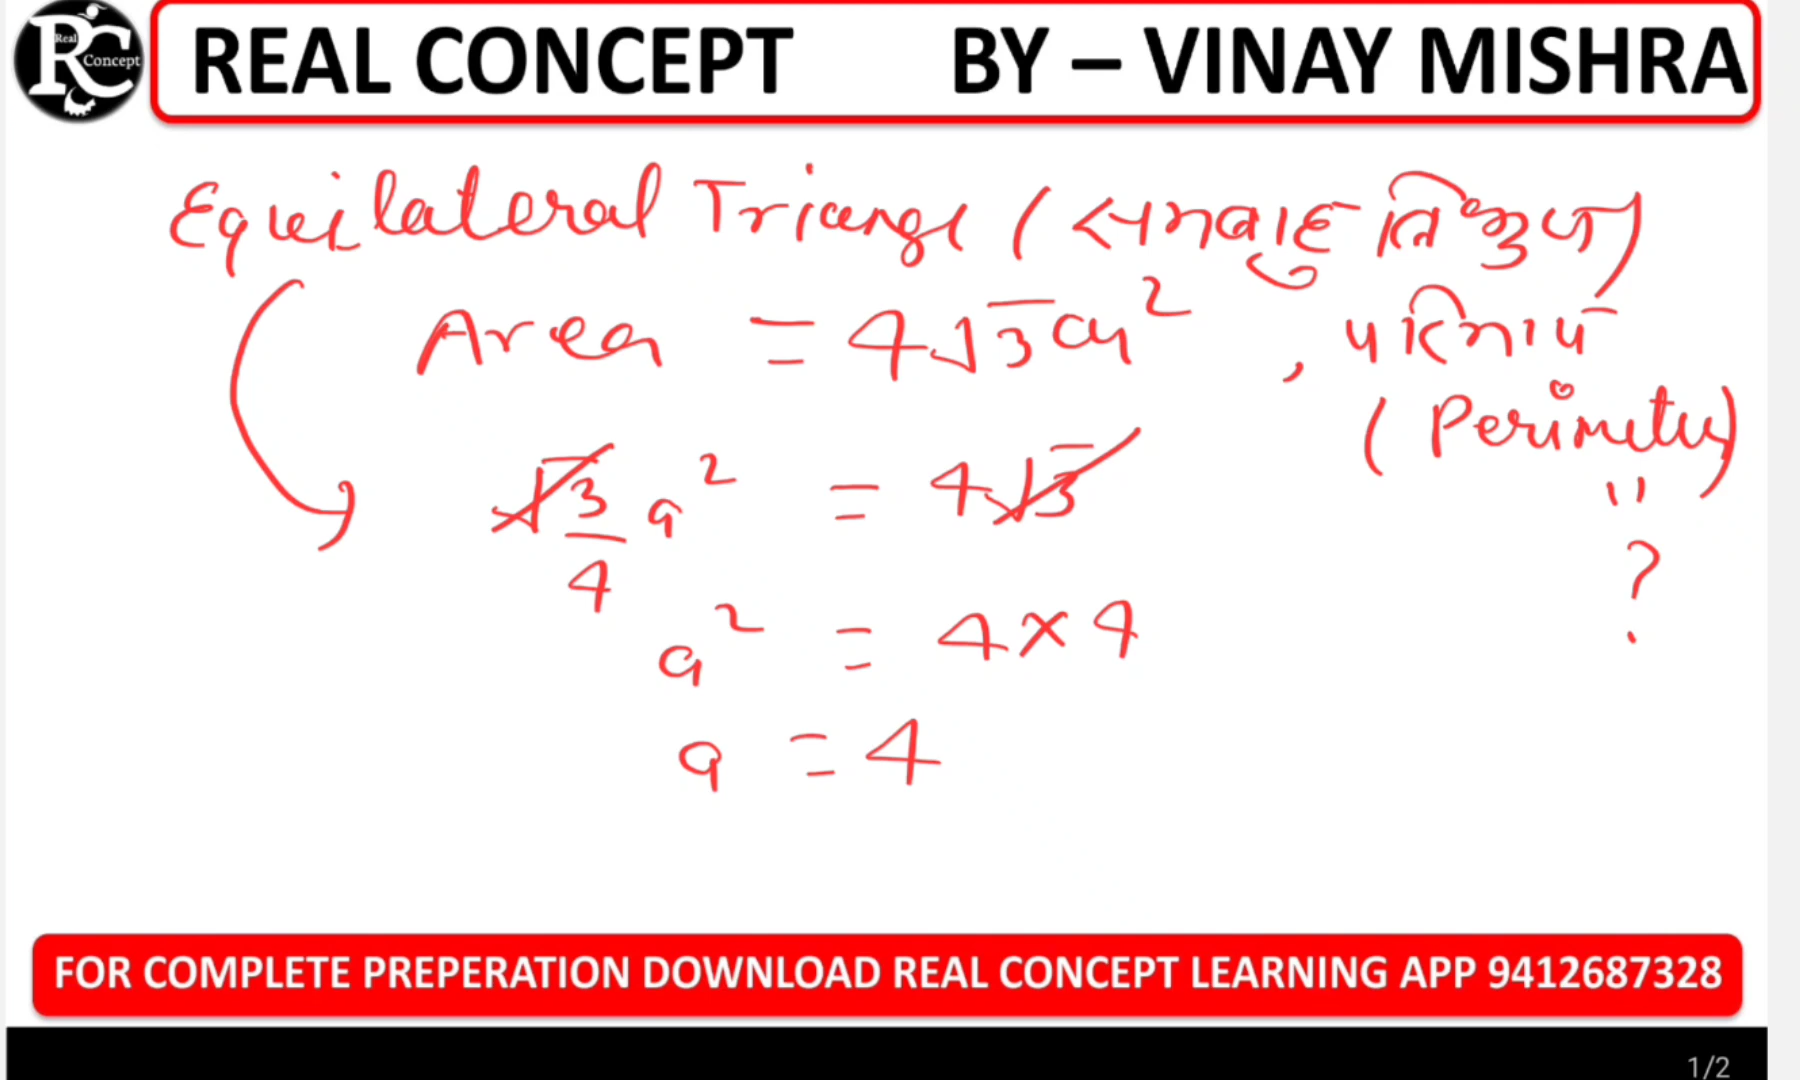 Real Concept
REAL CONCEPT BY – VINAY MISHRA
Equilateral Triangl (समबाहु त्रिभुज)
Area = 4√3 cm², परिमाप
(Perimeter)
=
?
√3/4 a² = 4√3
a² = 4×4
a = 4
FOR COMPLETE PREPERATION DOWNLOAD REAL CONCEPT LEARNING APP 9412687328
1/2